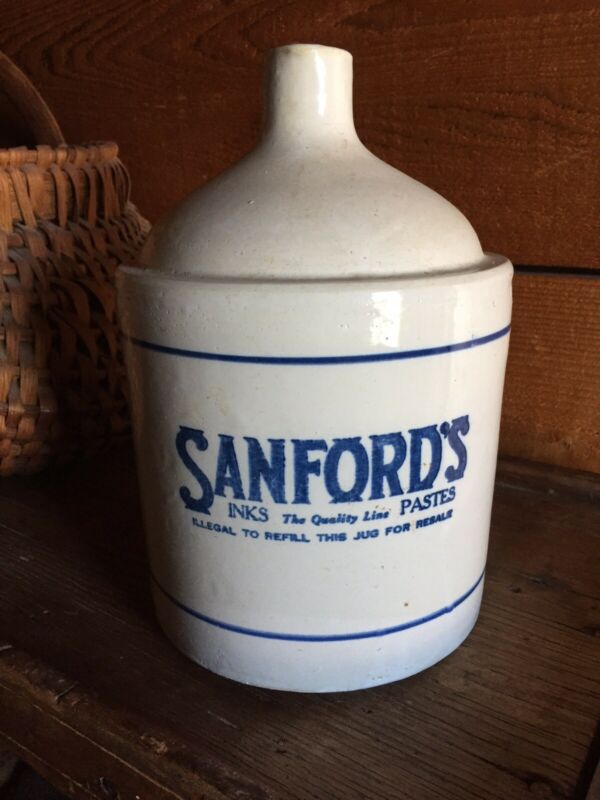 SANFORD'S
INKS The Quality Line PASTES
ILLEGAL TO REFILL THIS JUG FOR RESALE